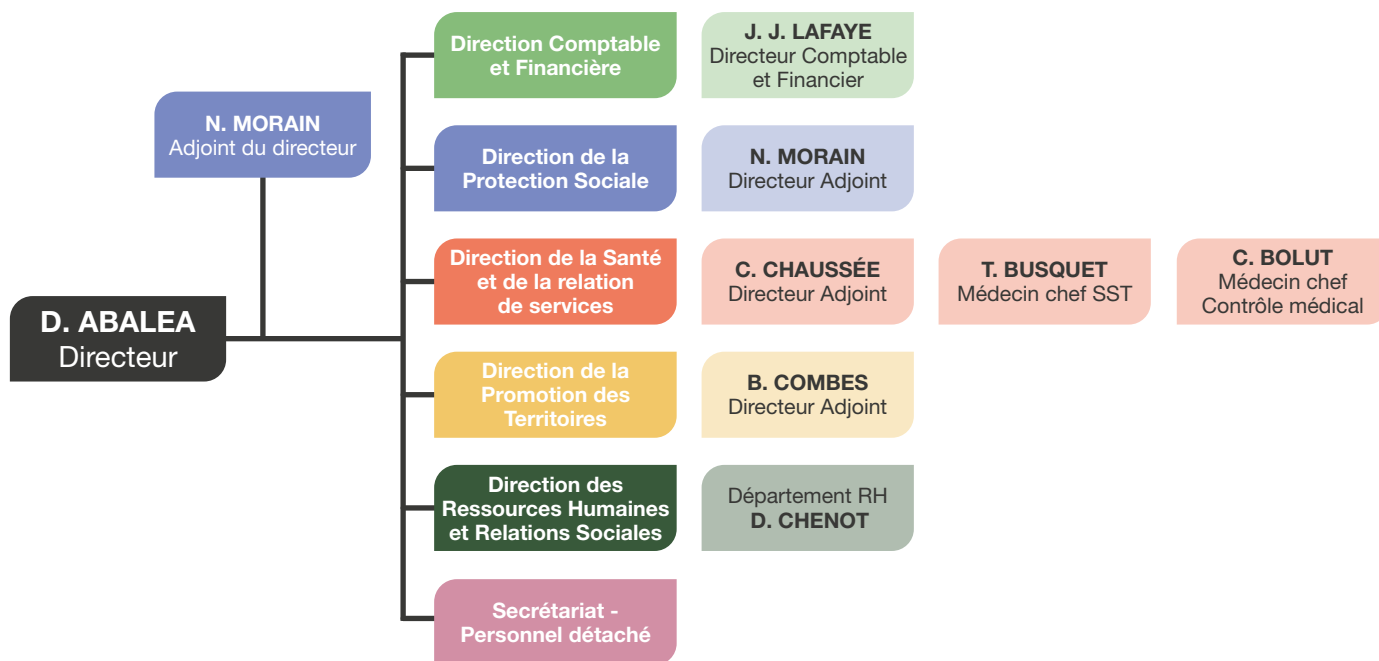 D. ABALEA
Directeur
N. MORAIN
Adjoint du directeur
Direction Comptable
et Financière
J. J. LAFAYE
Directeur Comptable
et Financier
Direction de la
Protection Sociale
N. MORAIN
Directeur Adjoint
Direction de la Santé
et de la relation
de services
C. CHAUSSÉE
Directeur Adjoint
T. BUSQUET
Médecin chef SST
C. BOLUT
Médecin chef
Contrôle médical
Direction de la
Promotion des
Territoires
B. COMBES
Directeur Adjoint
Direction des
Ressources Humaines
et Relations Sociales
Département RH
D. CHENOT
Secrétariat -
Personnel détaché